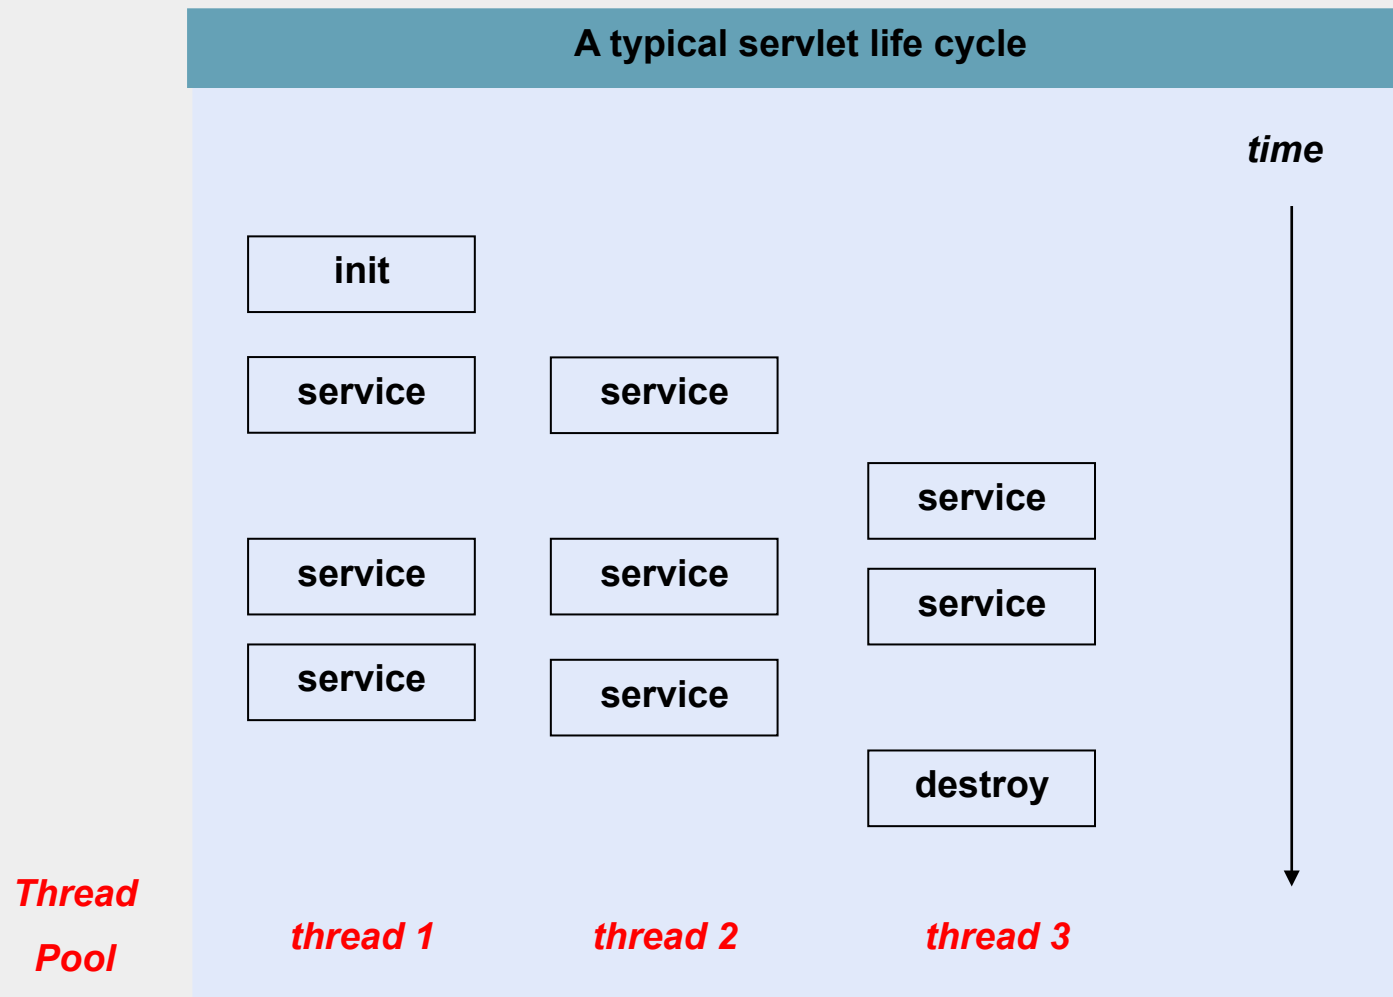 A typical servlet life cycle
time
init
service service
service
service service
service
service
service
destroy
Thread
Pool
thread 1 thread 2 thread 3